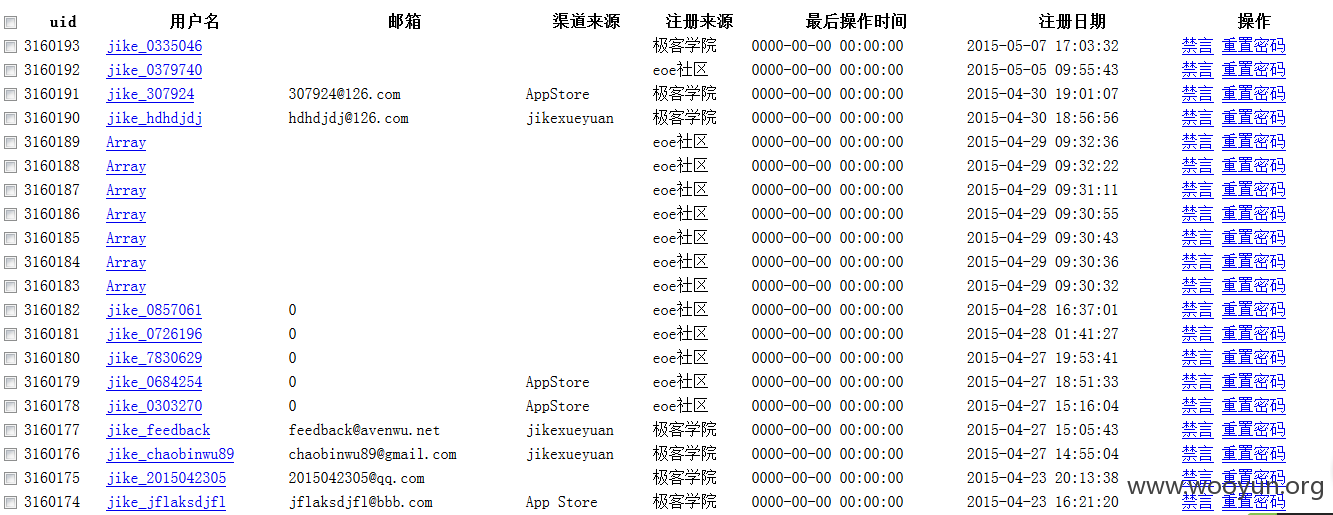 uid 用户名 邮箱 渠道来源 注册来源 最后操作时间 注册日期 操作
3160193 jike_0335046 极客学院 0000-00-00 00:00:00 2015-05-07 17:03:32 禁言 重置密码
3160192 jike_0379740 eoe社区 0000-00-00 00:00:00 2015-05-05 09:55:43 禁言 重置密码
3160191 jike_307924 307924@126.com AppStore 极客学院 0000-00-00 00:00:00 2015-04-30 19:01:07 禁言 重置密码
3160190 jike_hdhdjdj hdhdjdj@126.com jikexueyuan 极客学院 0000-00-00 00:00:00 2015-04-30 18:56:56 禁言 重置密码
3160189 Array eoe社区 0000-00-00 00:00:00 2015-04-29 09:32:36 禁言 重置密码
3160188 Array eoe社区 0000-00-00 00:00:00 2015-04-29 09:32:22 禁言 重置密码
3160187 Array eoe社区 0000-00-00 00:00:00 2015-04-29 09:31:11 禁言 重置密码
3160186 Array eoe社区 0000-00-00 00:00:00 2015-04-29 09:30:55 禁言 重置密码
3160185 Array eoe社区 0000-00-00 00:00:00 2015-04-29 09:30:43 禁言 重置密码
3160184 Array eoe社区 0000-00-00 00:00:00 2015-04-29 09:30:36 禁言 重置密码
3160183 Array eoe社区 0000-00-00 00:00:00 2015-04-29 09:30:32 禁言 重置密码
3160182 jike_0857061 0 eoe社区 0000-00-00 00:00:00 2015-04-28 16:37:01 禁言 重置密码
3160181 jike_0726196 0 eoe社区 0000-00-00 00:00:00 2015-04-28 01:41:27 禁言 重置密码
3160180 jike_7830629 0 eoe社区 0000-00-00 00:00:00 2015-04-27 19:53:41 禁言 重置密码
3160179 jike_0684254 0 AppStore eoe社区 0000-00-00 00:00:00 2015-04-27 18:51:33 禁言 重置密码
3160178 jike_0303270 0 AppStore eoe社区 0000-00-00 00:00:00 2015-04-27 15:16:04 禁言 重置密码
3160177 jike_feedback feedback@avenwu.net jikexueyuan 极客学院 0000-00-00 00:00:00 2015-04-27 15:05:43 禁言 重置密码
3160176 jike_chaobinwu89 chaobinwu89@gmail.com jikexueyuan 极客学院 0000-00-00 00:00:00 2015-04-27 14:55:04 禁言 重置密码
3160175 jike_2015042305 2015042305@qq.com 极客学院 0000-00-00 00:00:00 2015-04-23 20:13:38 禁言 重置密码
www.wooyun.org
3160174 jike_jflaksdjfl jflaksdjfl@bbb.com App Store 极客学院 0000-00-00 00:00:00 2015-04-23 16:21:20 禁言 重置密码